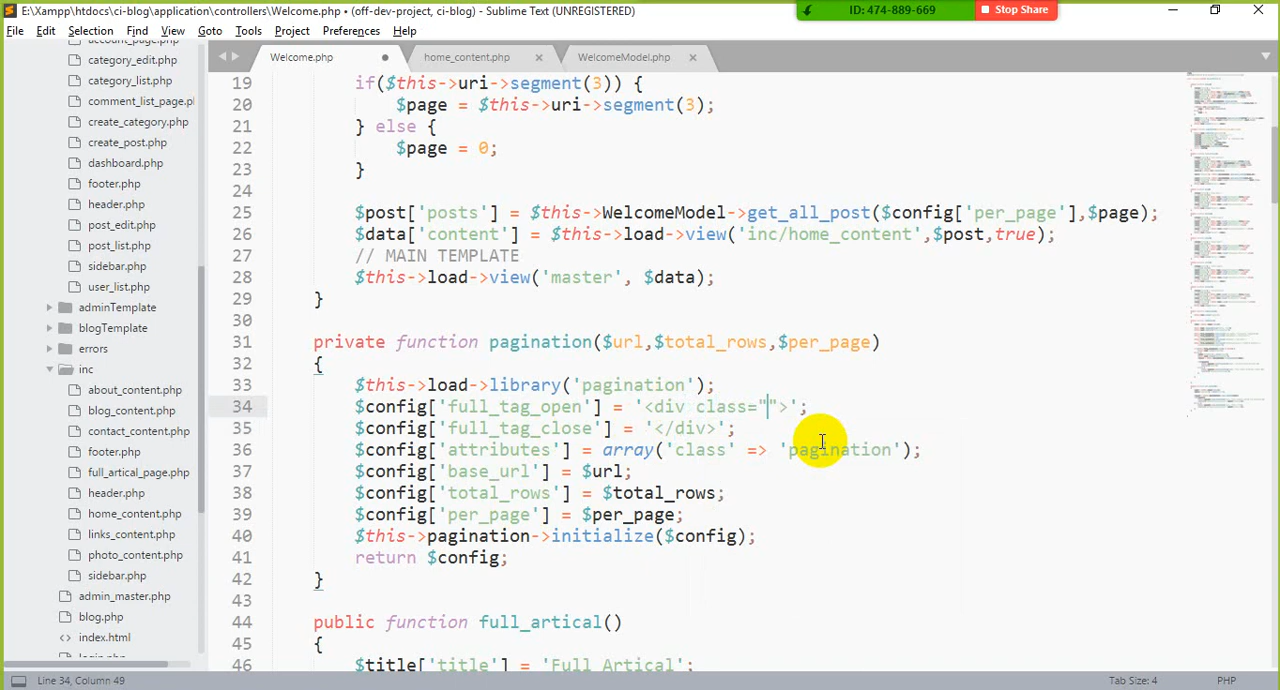 E:\Xampp\htdocs\ci-blog\application\controllers\Welcome.php • (off-dev-project, ci-blog) - Sublime Text (UNREGISTERED)
ID: 474-889-669
Stop Share
File Edit Selection Find View Goto Tools Project Preferences Help
account_page.php
category_edit.php
category_list.php
comment_list_page.pl
create_category.php
create_post.php
dashboard.php
footer.php
header.php
post_edit.php
post_list.php
sidebar.php
user_list.php
adminTemplate
blogTemplate
errors
inc
about_content.php
blog_content.php
contact_content.php
footer.php
full_artical_page.php
header.php
home_content.php
links_content.php
photo_content.php
sidebar.php
admin_master.php
blog.php
index.html
Welcome.php
home_content.php
WelcomeModel.php
19 if($this->uri->segment(3)) {
20 $page = $this->uri->segment(3);
21 } else {
22 $page = 0;
23 }
24
25 $post['posts'] = $this->WelcomeModel->get_all_post($config['per_page'],$page);
26 $data['content'] = $this->load->view('inc/home_content',$post,true);
27 // MAIN TEMPLATE
28 $this->load->view('master', $data);
29 }
30
31 private function pagination($url,$total_rows,$per_page)
32 {
33 $this->load->library('pagination');
34 $config['full_tag_open'] = '<div class="">';
35 $config['full_tag_close'] = '</div>';
36 $config['attributes'] = array('class' => 'pagination');
37 $config['base_url'] = $url;
38 $config['total_rows'] = $total_rows;
39 $config['per_page'] = $per_page;
40 $this->pagination->initialize($config);
41 return $config;
42 }
43
44 public function full_artical()
45 {
46 $title['title'] = 'Full Artical';
Line 34, Column 49
Tab Size: 4
PHP